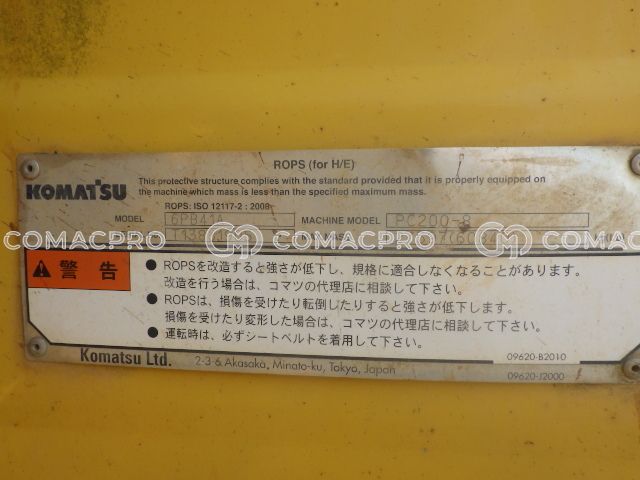 ROPS (for H/E)
This protective structure complies with the standard provided that it is properly equipped on
the machine which mass is less than the specified maximum mass.
KOMATSU
ROPS: ISO 12117-2 : 2008
MODEL 6PB41A MACHINE MODEL PC200-8
COMACPRO COMACPRO COMACPRO
警告
● ROPSを改造すると強さが低下し、規格に適合しなくなることがあります。
改造を行う場合は、コマツの代理店に相談して下さい。
● ROPSは、損傷を受けたり転倒したりすると強さが低下します。
損傷を受けたり変形した場合は、コマツの代理店に相談して下さい。
● 運転時は、必ずシートベルトを着用して下さい。
09620-B2010
Komatsu Ltd. 2-3-6 Akasaka, Minato-ku, Tokyo, Japan
09620-J2000